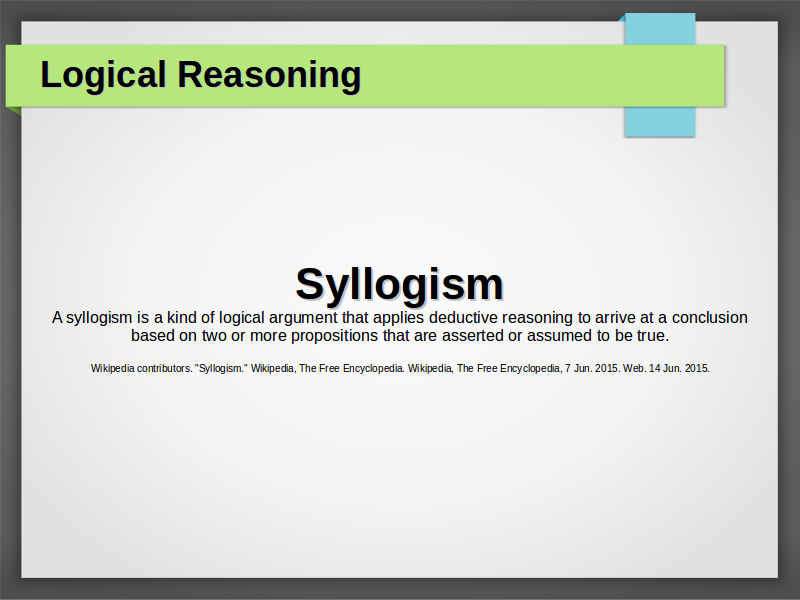 Logical Reasoning
Syllogism
A syllogism is a kind of logical argument that applies deductive reasoning to arrive at a conclusion
based on two or more propositions that are asserted or assumed to be true.
Wikipedia contributors. "Syllogism." Wikipedia, The Free Encyclopedia. Wikipedia, The Free Encyclopedia, 7 Jun. 2015. Web. 14 Jun. 2015.